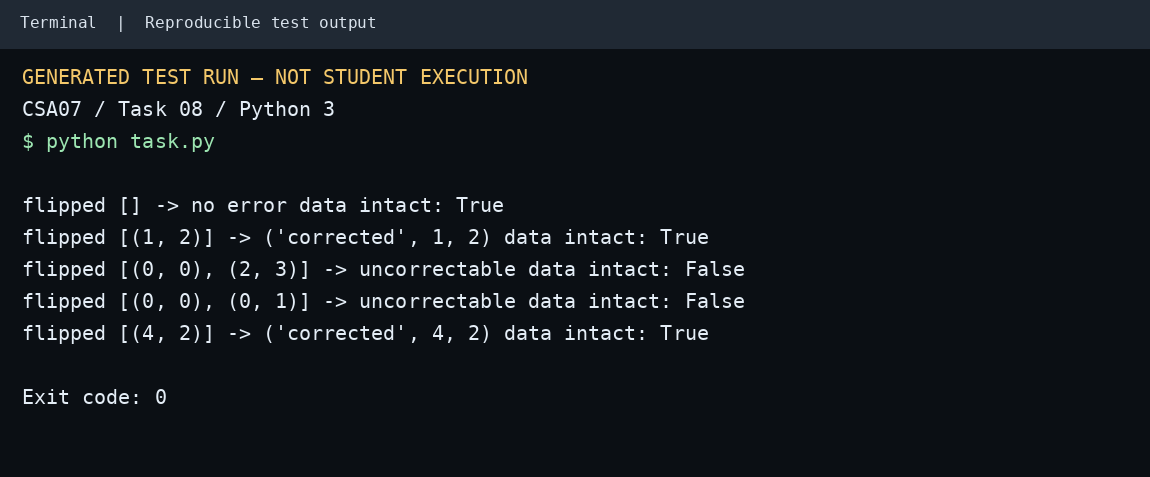 Terminal  |  Reproducible test output
GENERATED TEST RUN — NOT STUDENT EXECUTION
CSA07 / Task 08 / Python 3
$ python task.py
flipped [] -> no error data intact: True
flipped [(1, 2)] -> ('corrected', 1, 2) data intact: True
flipped [(0, 0), (2, 3)] -> uncorrectable data intact: False
flipped [(0, 0), (0, 1)] -> uncorrectable data intact: False
flipped [(4, 2)] -> ('corrected', 4, 2) data intact: True
Exit code: 0